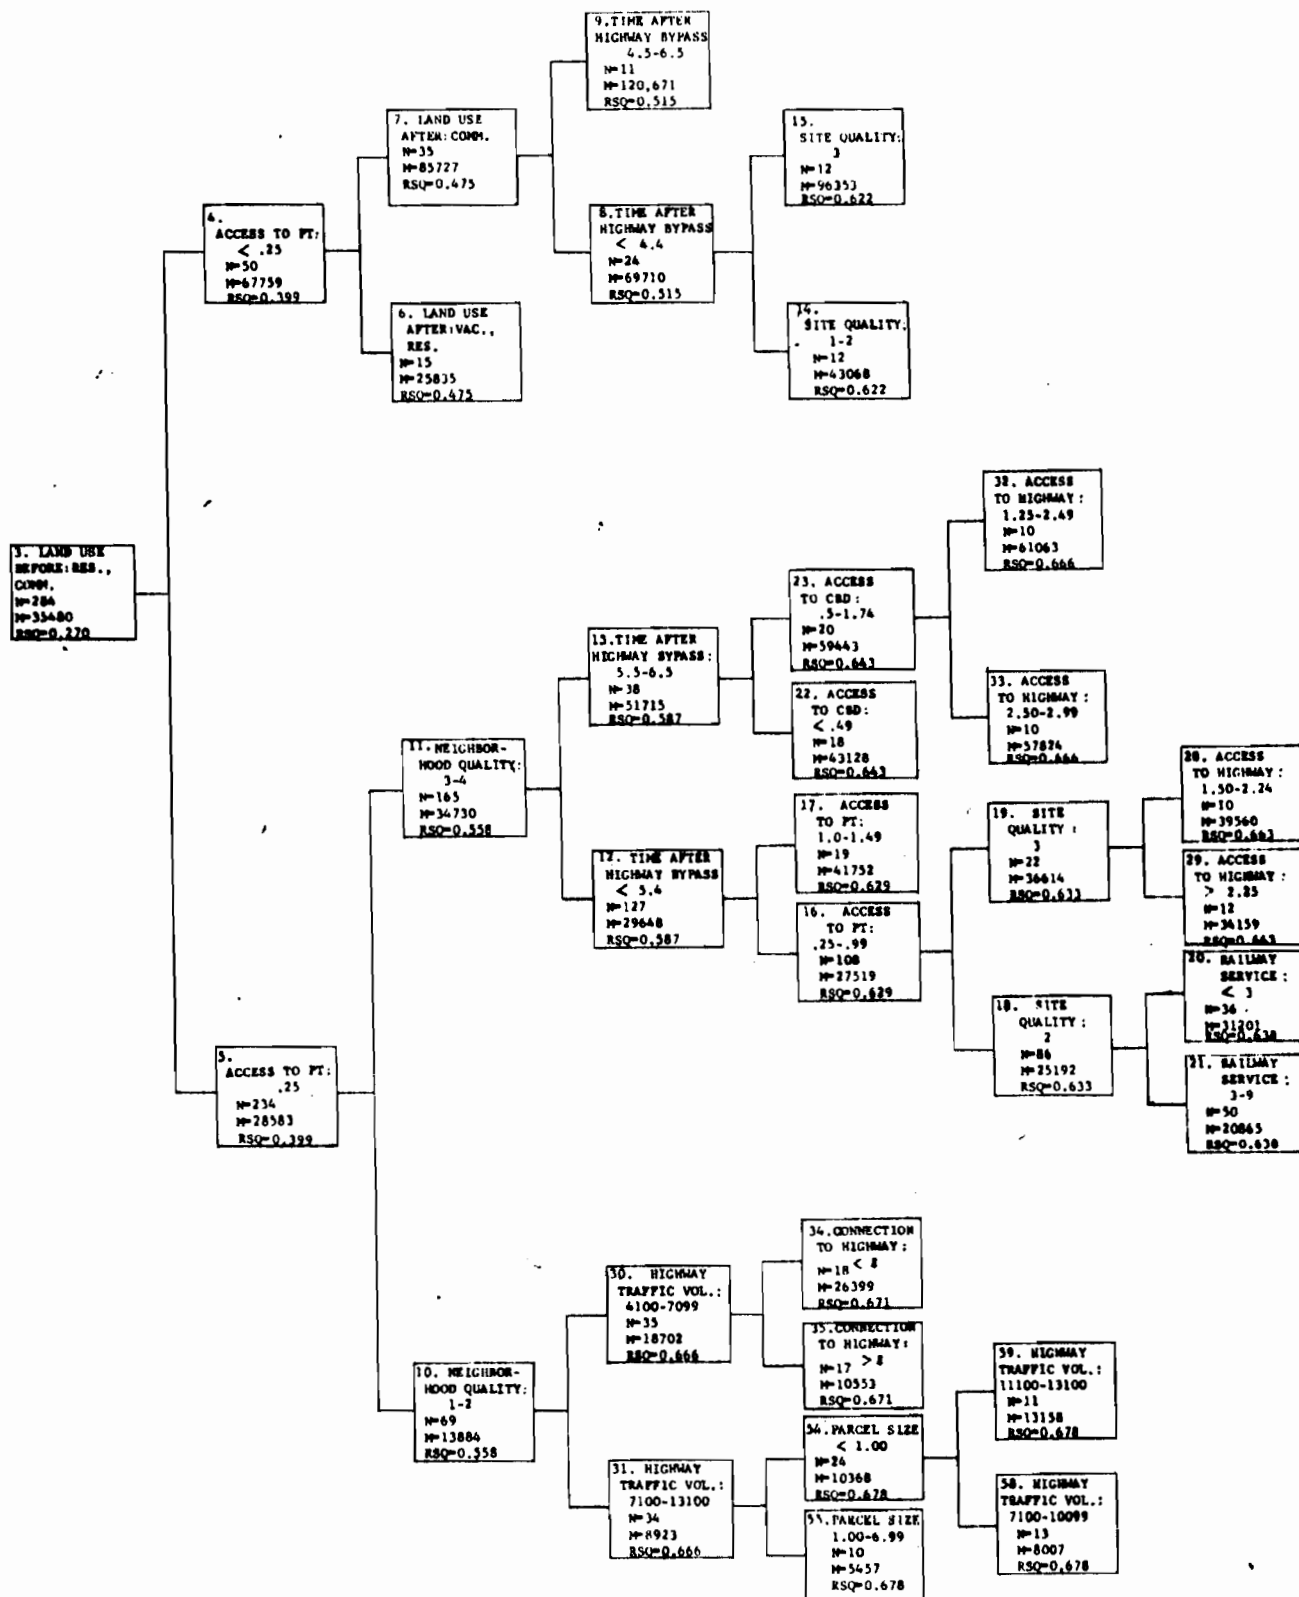 9.TIME AFTER
HIGHWAY BYPASS
4.5-6.5
N=11
M=120,671
RSQ=0.515
7. LAND USE
AFTER:COMM.
N=35
M=85727
RSQ=0.475
15.
SITE QUALITY:
3
N=12
M=96353
RSQ=0.622
4.
ACCESS TO PT:
< .25
N=50
M=67759
RSQ=0.399
8.TIME AFTER
HIGHWAY BYPASS
< 4.4
N=24
M=69710
RSQ=0.515
6. LAND USE
AFTER:VAC.,
RES.
N=15
M=25835
RSQ=0.475
14.
SITE QUALITY:
1-2
N=12
M=43068
RSQ=0.622
3. LAND USE
BEFORE:RES.,
COMM.
N=284
M=35480
RSQ=0.270
32. ACCESS
TO HIGHWAY:
1.25-2.49
N=10
M=61063
RSQ=0.666
23. ACCESS
TO CBD:
.5-1.74
N=20
M=59443
RSQ=0.643
13.TIME AFTER
HIGHWAY BYPASS:
5.5-6.5
N=38
M=51715
RSQ=0.587
22. ACCESS
TO CBD:
< .49
N=18
M=43128
RSQ=0.643
33. ACCESS
TO HIGHWAY:
2.50-2.99
N=10
M=57824
RSQ=0.666
11.NEIGHBOR-
HOOD QUALITY:
3-4
N=165
M=34730
RSQ=0.558
17. ACCESS
TO PT:
1.0-1.49
N=19
M=41752
RSQ=0.629
12. TIME AFTER
HIGHWAY BYPASS
< 5.4
N=127
M=29648
RSQ=0.587
16. ACCESS
TO PT:
.25-.99
N=108
M=27519
RSQ=0.629
19. SITE
QUALITY:
3
N=22
M=36614
RSQ=0.633
28. ACCESS
TO HIGHWAY:
1.50-2.24
N=10
M=39560
RSQ=0.663
29. ACCESS
TO HIGHWAY:
> 2.25
N=12
M=34159
RSQ=0.663
18. SITE
QUALITY:
2
N=86
M=25192
RSQ=0.633
20. RAILWAY
SERVICE:
< 3
N=36
M=31201
RSQ=0.638
21. RAILWAY
SERVICE:
3-9
N=50
M=20865
RSQ=0.638
5.
ACCESS TO PT:
.25
N=234
M=28583
RSQ=0.399
10. NEIGHBOR-
HOOD QUALITY:
1-2
N=69
M=13884
RSQ=0.558
30. HIGHWAY
TRAFFIC VOL.:
4100-7099
N=35
M=18702
RSQ=0.666
34.CONNECTION
TO HIGHWAY:
N=18 < 8
M=26399
RSQ=0.671
35.CONNECTION
TO HIGHWAY:
N=17 > 8
M=10553
RSQ=0.671
31. HIGHWAY
TRAFFIC VOL.:
7100-13100
N=34
M=8923
RSQ=0.666
54.PARCEL SIZE
< 1.00
N=24
M=10368
RSQ=0.678
55.PARCEL SIZE
1.00-6.99
N=10
M=5457
RSQ=0.678
59. HIGHWAY
TRAFFIC VOL.:
11100-13100
N=11
M=13158
RSQ=0.678
58. HIGHWAY
TRAFFIC VOL.:
7100-10099
N=13
M=8007
RSQ=0.678